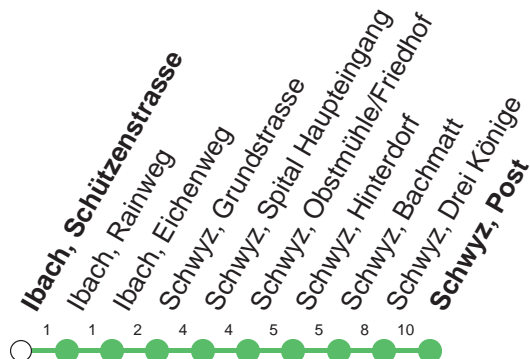 Ibach, Schützenstrasse
Ibach, Rainweg
Ibach, Eichenweg
Schwyz, Grundstrasse
Schwyz, Spital Haupteingang
Schwyz, Obstmühle/Friedhof
Schwyz, Hinterdorf
Schwyz, Bachmatt
Schwyz, Drei Könige
Schwyz, Post
1 1 2 4 4 5 5 8 10